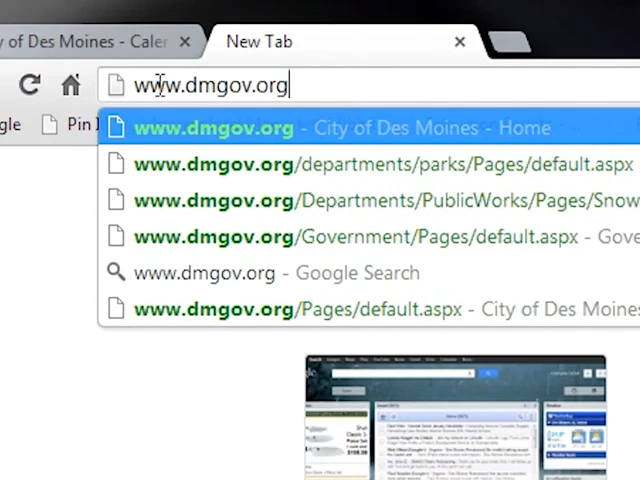 y of Des Moines - Caler
New Tab
www.dmgov.org
gle
Pin I
www.dmgov.org - City of Des Moines - Home
www.dmgov.org/departments/parks/Pages/default.aspx
www.dmgov.org/Departments/PublicWorks/Pages/Snow
www.dmgov.org/Government/Pages/default.aspx - Gove
www.dmgov.org - Google Search
www.dmgov.org/Pages/default.aspx - City of Des Moines